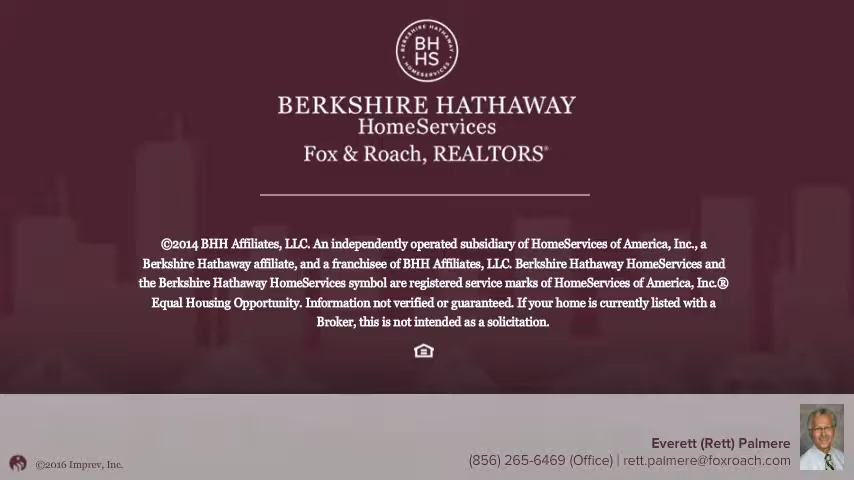 BERKSHIRE HATHAWAY
HOMESERVICES
BH
HS
BERKSHIRE HATHAWAY
HomeServices
Fox & Roach, REALTORS®
©2014 BHH Affiliates, LLC. An independently operated subsidiary of HomeServices of America, Inc., a
Berkshire Hathaway affiliate, and a franchisee of BHH Affiliates, LLC. Berkshire Hathaway HomeServices and
the Berkshire Hathaway HomeServices symbol are registered service marks of HomeServices of America, Inc.®
Equal Housing Opportunity. Information not verified or guaranteed. If your home is currently listed with a
Broker, this is not intended as a solicitation.
Everett (Rett) Palmere
(856) 265-6469 (Office) | rett.palmere@foxroach.com
©2016 Imprev, Inc.